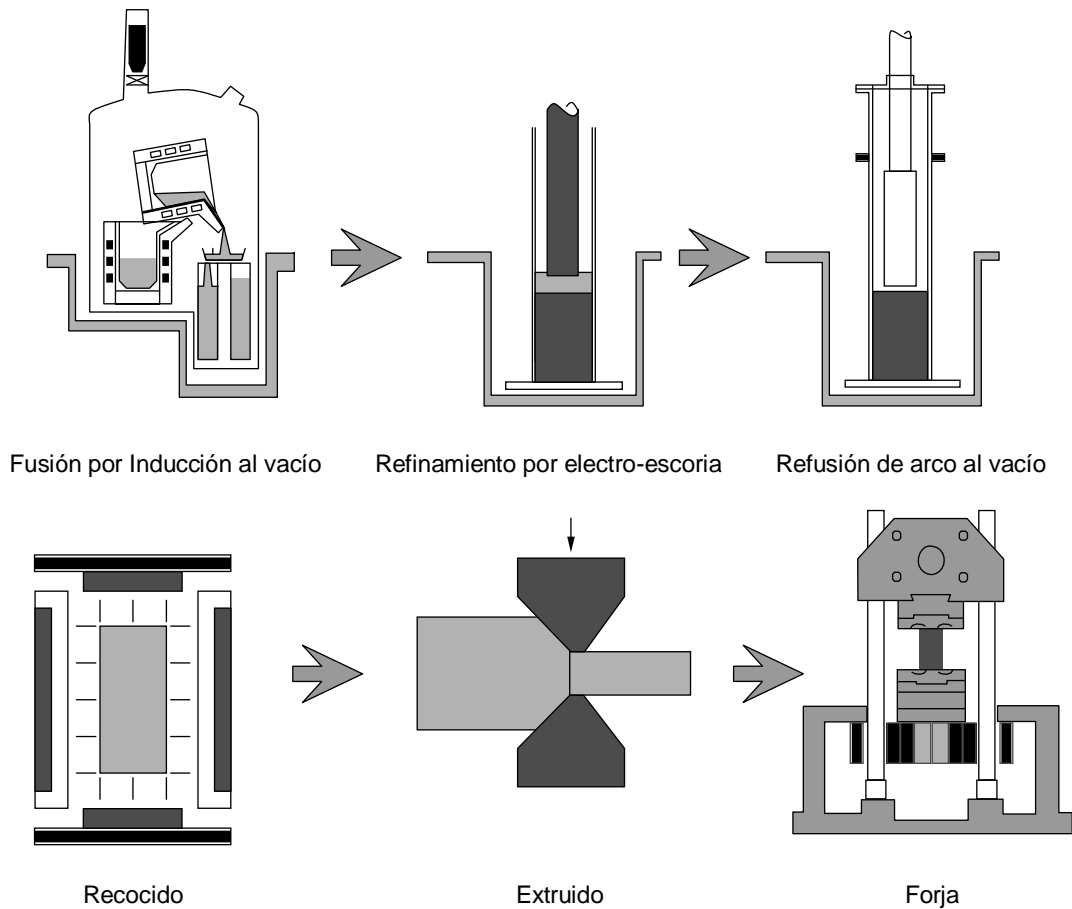 Fusión por Inducción al vacío
Refinamiento por electro-escoria
Refusión de arco al vacío
Recocido
Extruido
Forja